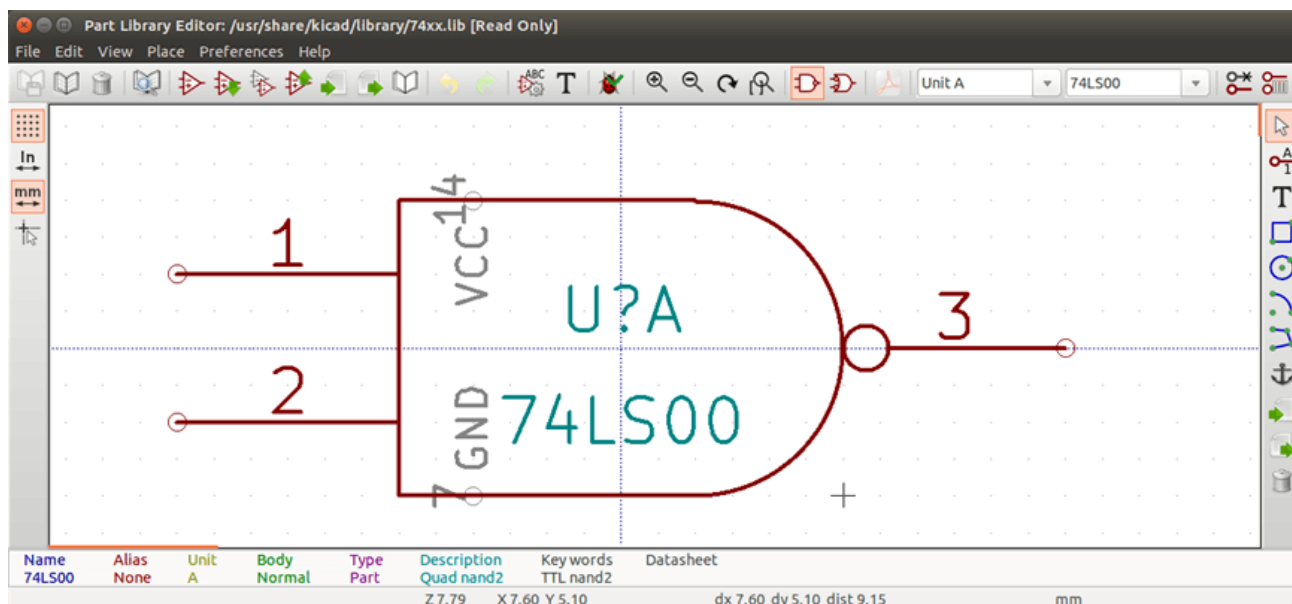 Part Library Editor: /usr/share/kicad/library/74xx.lib [Read Only]
File Edit View Place Preferences Help
ABC T Unit A 74LS00
In
mm
A
1
T
14
VCC
1
U?A
3
2
GND
74LS00
7
Name Alias Unit Body Type Description Key words Datasheet
74LS00 None A Normal Part Quad nand2 TTL nand2
Z 7.79 X 7.60 Y 5.10 dx 7.60 dy 5.10 dist 9.15 mm